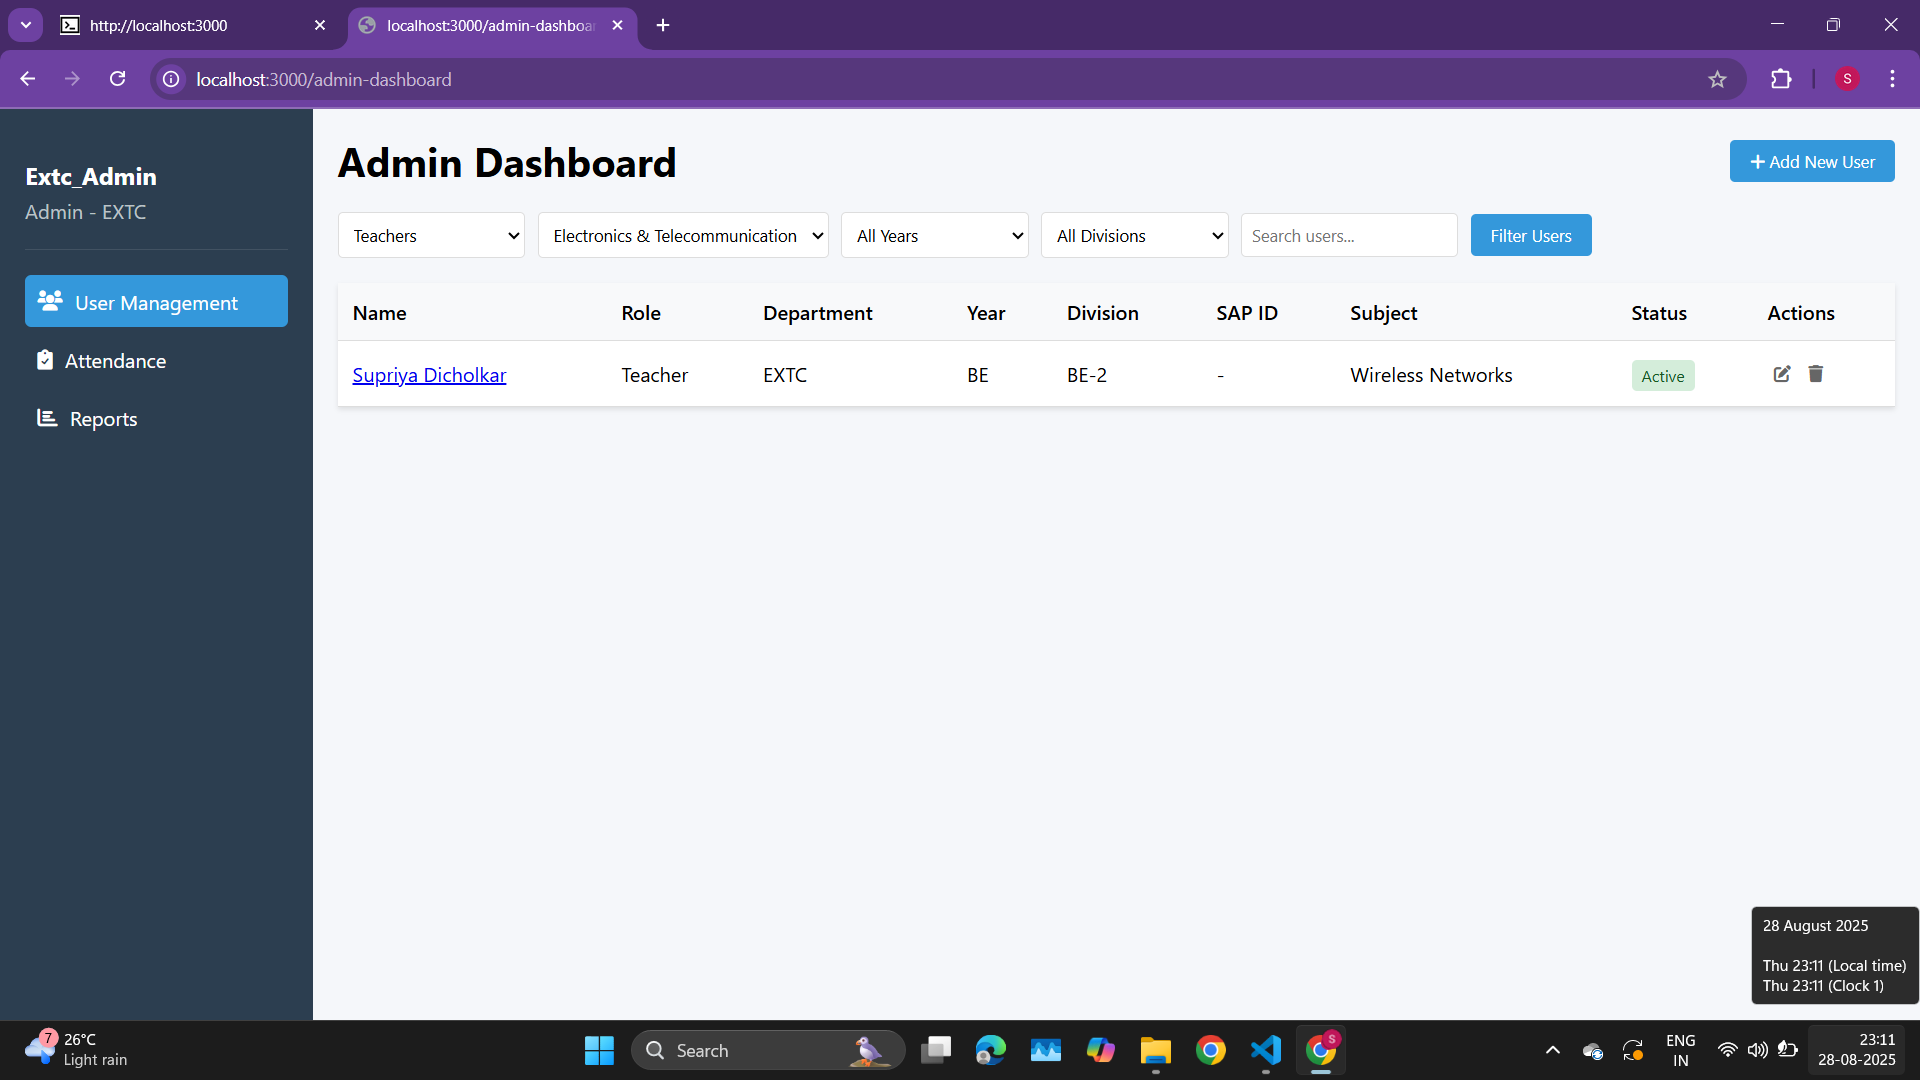 http://localhost:3000
localhost:3000/admin-dashboa
localhost:3000/admin-dashboard
S
Extc_Admin
Admin - EXTC
User Management
Attendance
Reports
Admin Dashboard
Add New User
Teachers
Electronics & Telecommunication
All Years
All Divisions
Search users...
Filter Users
Name Role Department Year Division SAP ID Subject Status Actions
Supriya Dicholkar Teacher EXTC BE BE-2 - Wireless Networks Active
28 August 2025
Thu 23:11 (Local time)
Thu 23:11 (Clock 1)
7
26°C
Light rain
Search
S
ENG
IN
23:11
28-08-2025